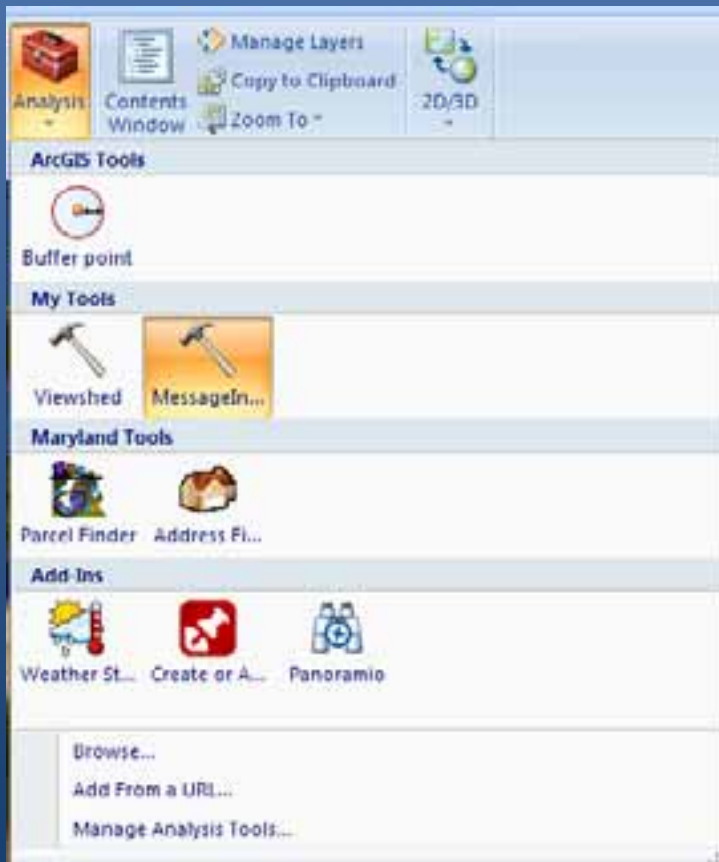 Analysis
Contents
Window
Manage Layers
Copy to Clipboard
Zoom To
2D/3D
ArcGIS Tools
Buffer point
My Tools
Viewshed MessageIn...
Maryland Tools
Parcel Finder Address Fi...
Add-Ins
Weather St... Create or A... Panoramio
Browse...
Add From a URL...
Manage Analysis Tools...